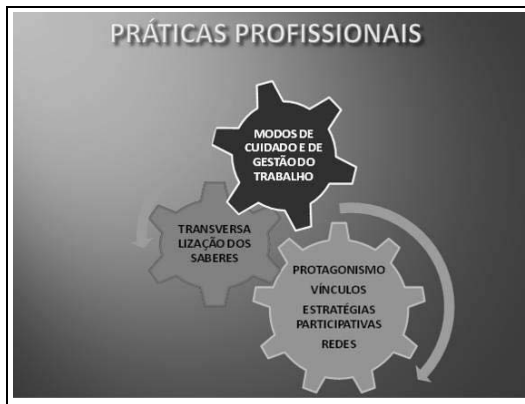 PRÁTICAS PROFISSIONAIS
MODOS DE
CUIDADO E DE
GESTÃO DO
TRABALHO
TRANSVERSA
LIZAÇÃO DOS
SABERES
PROTAGONISMO
VÍNCULOS
ESTRATÉGIAS
PARTICIPATIVAS
REDES